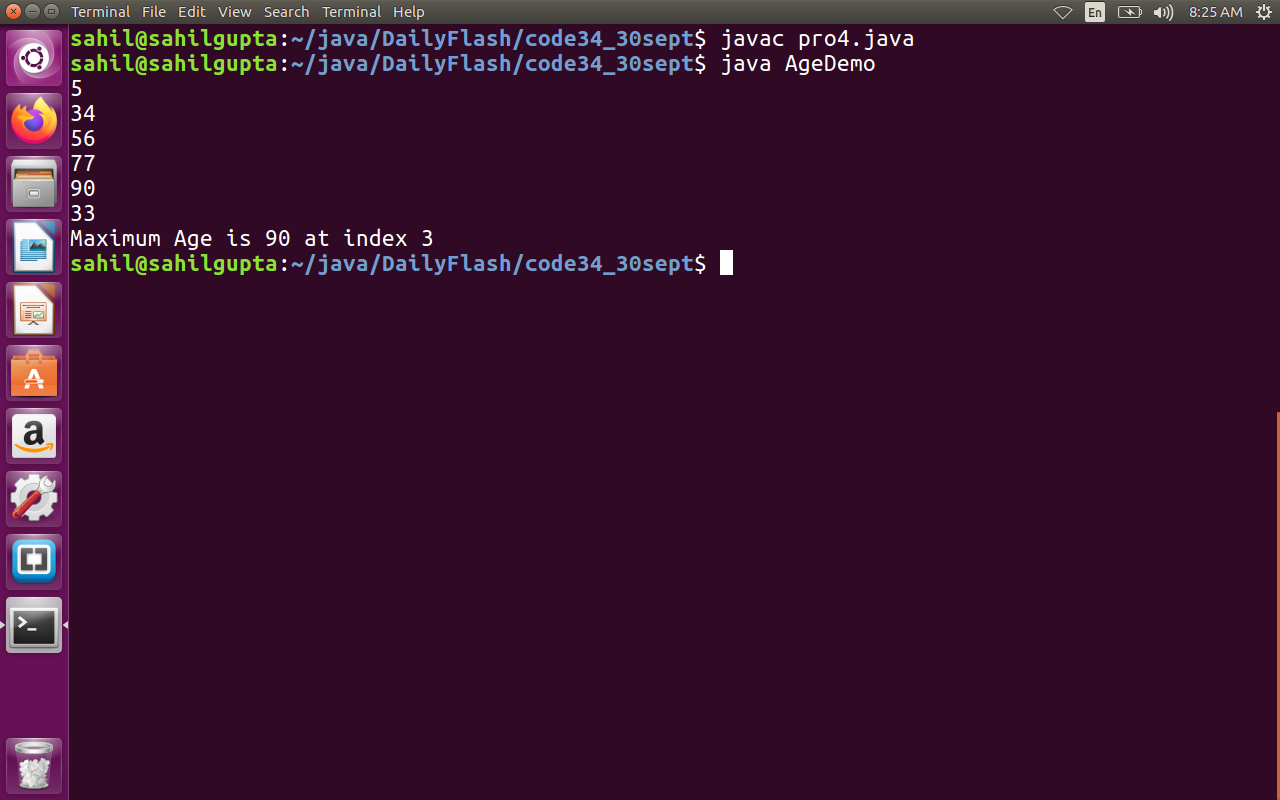 Terminal File Edit View Search Terminal Help En 8:25 AM
sahil@sahilgupta:~/java/DailyFlash/code34_30sept$ javac pro4.java
sahil@sahilgupta:~/java/DailyFlash/code34_30sept$ java AgeDemo
5
34
56
77
90
33
Maximum Age is 90 at index 3
sahil@sahilgupta:~/java/DailyFlash/code34_30sept$